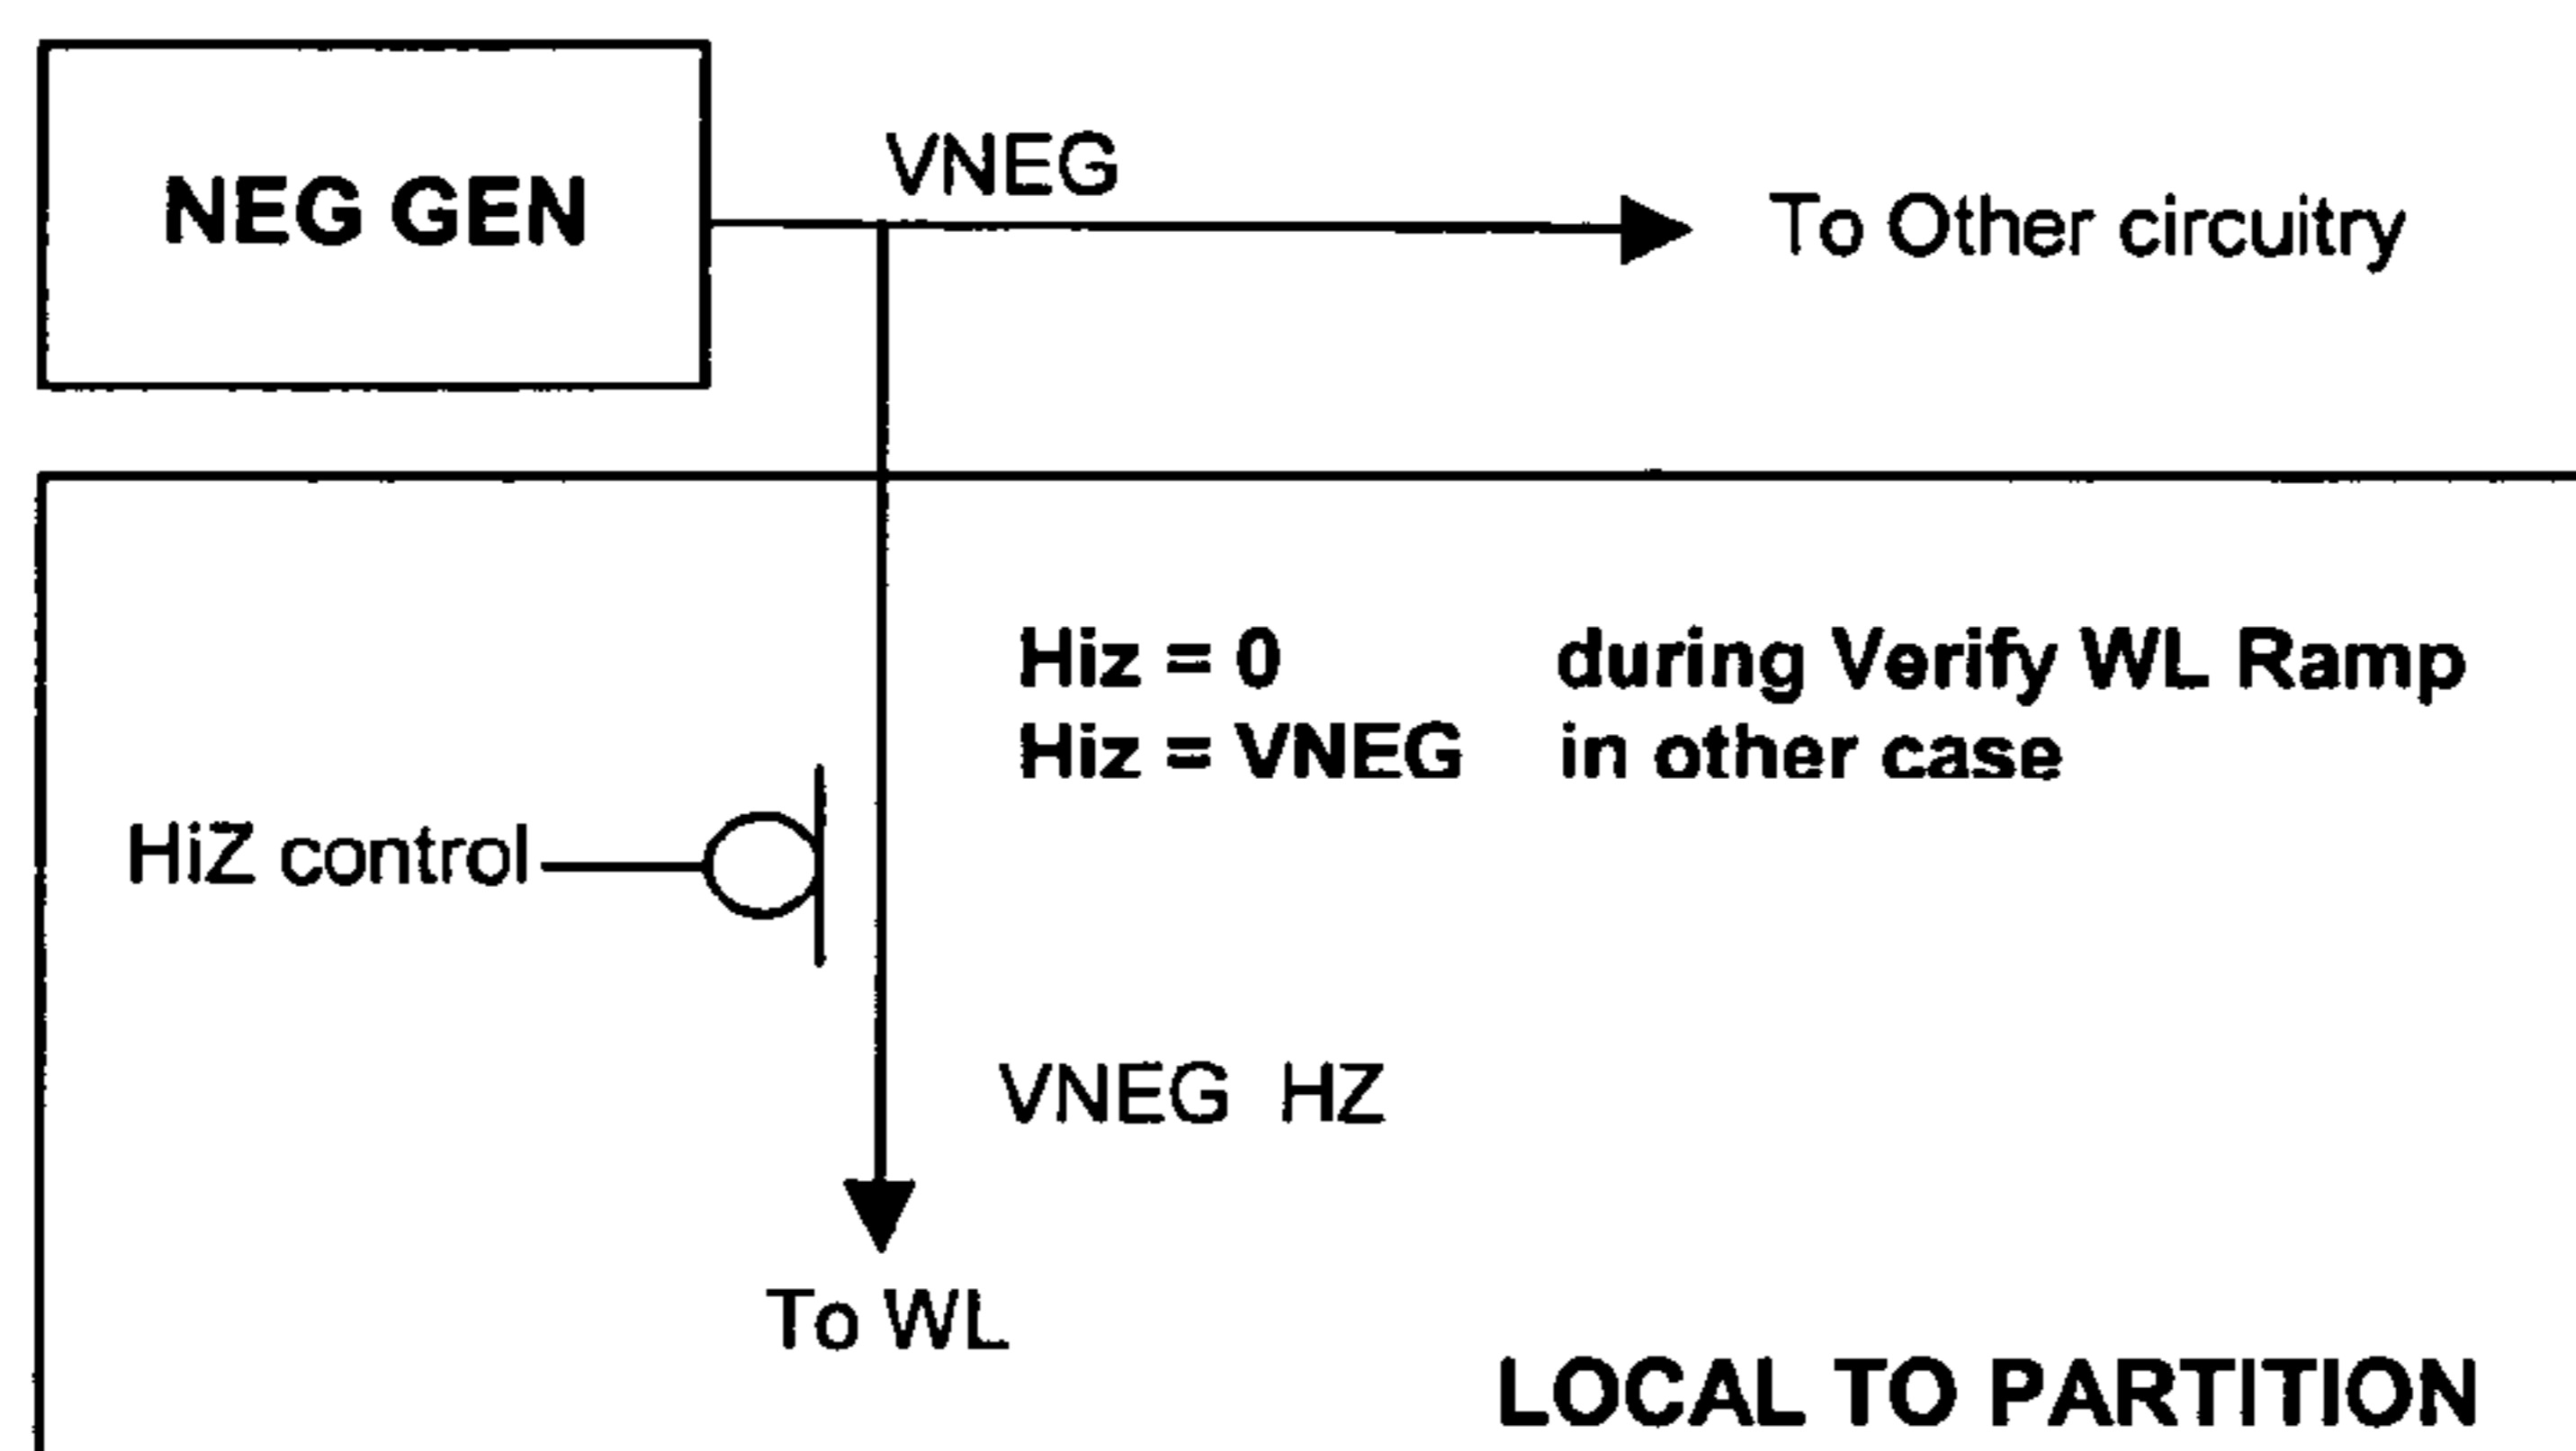 NEG GEN
VNEG
To Other circuitry
Hiz = 0 during Verify WL Ramp
Hiz = VNEG in other case
HiZ control
VNEG HZ
To WL
LOCAL TO PARTITION